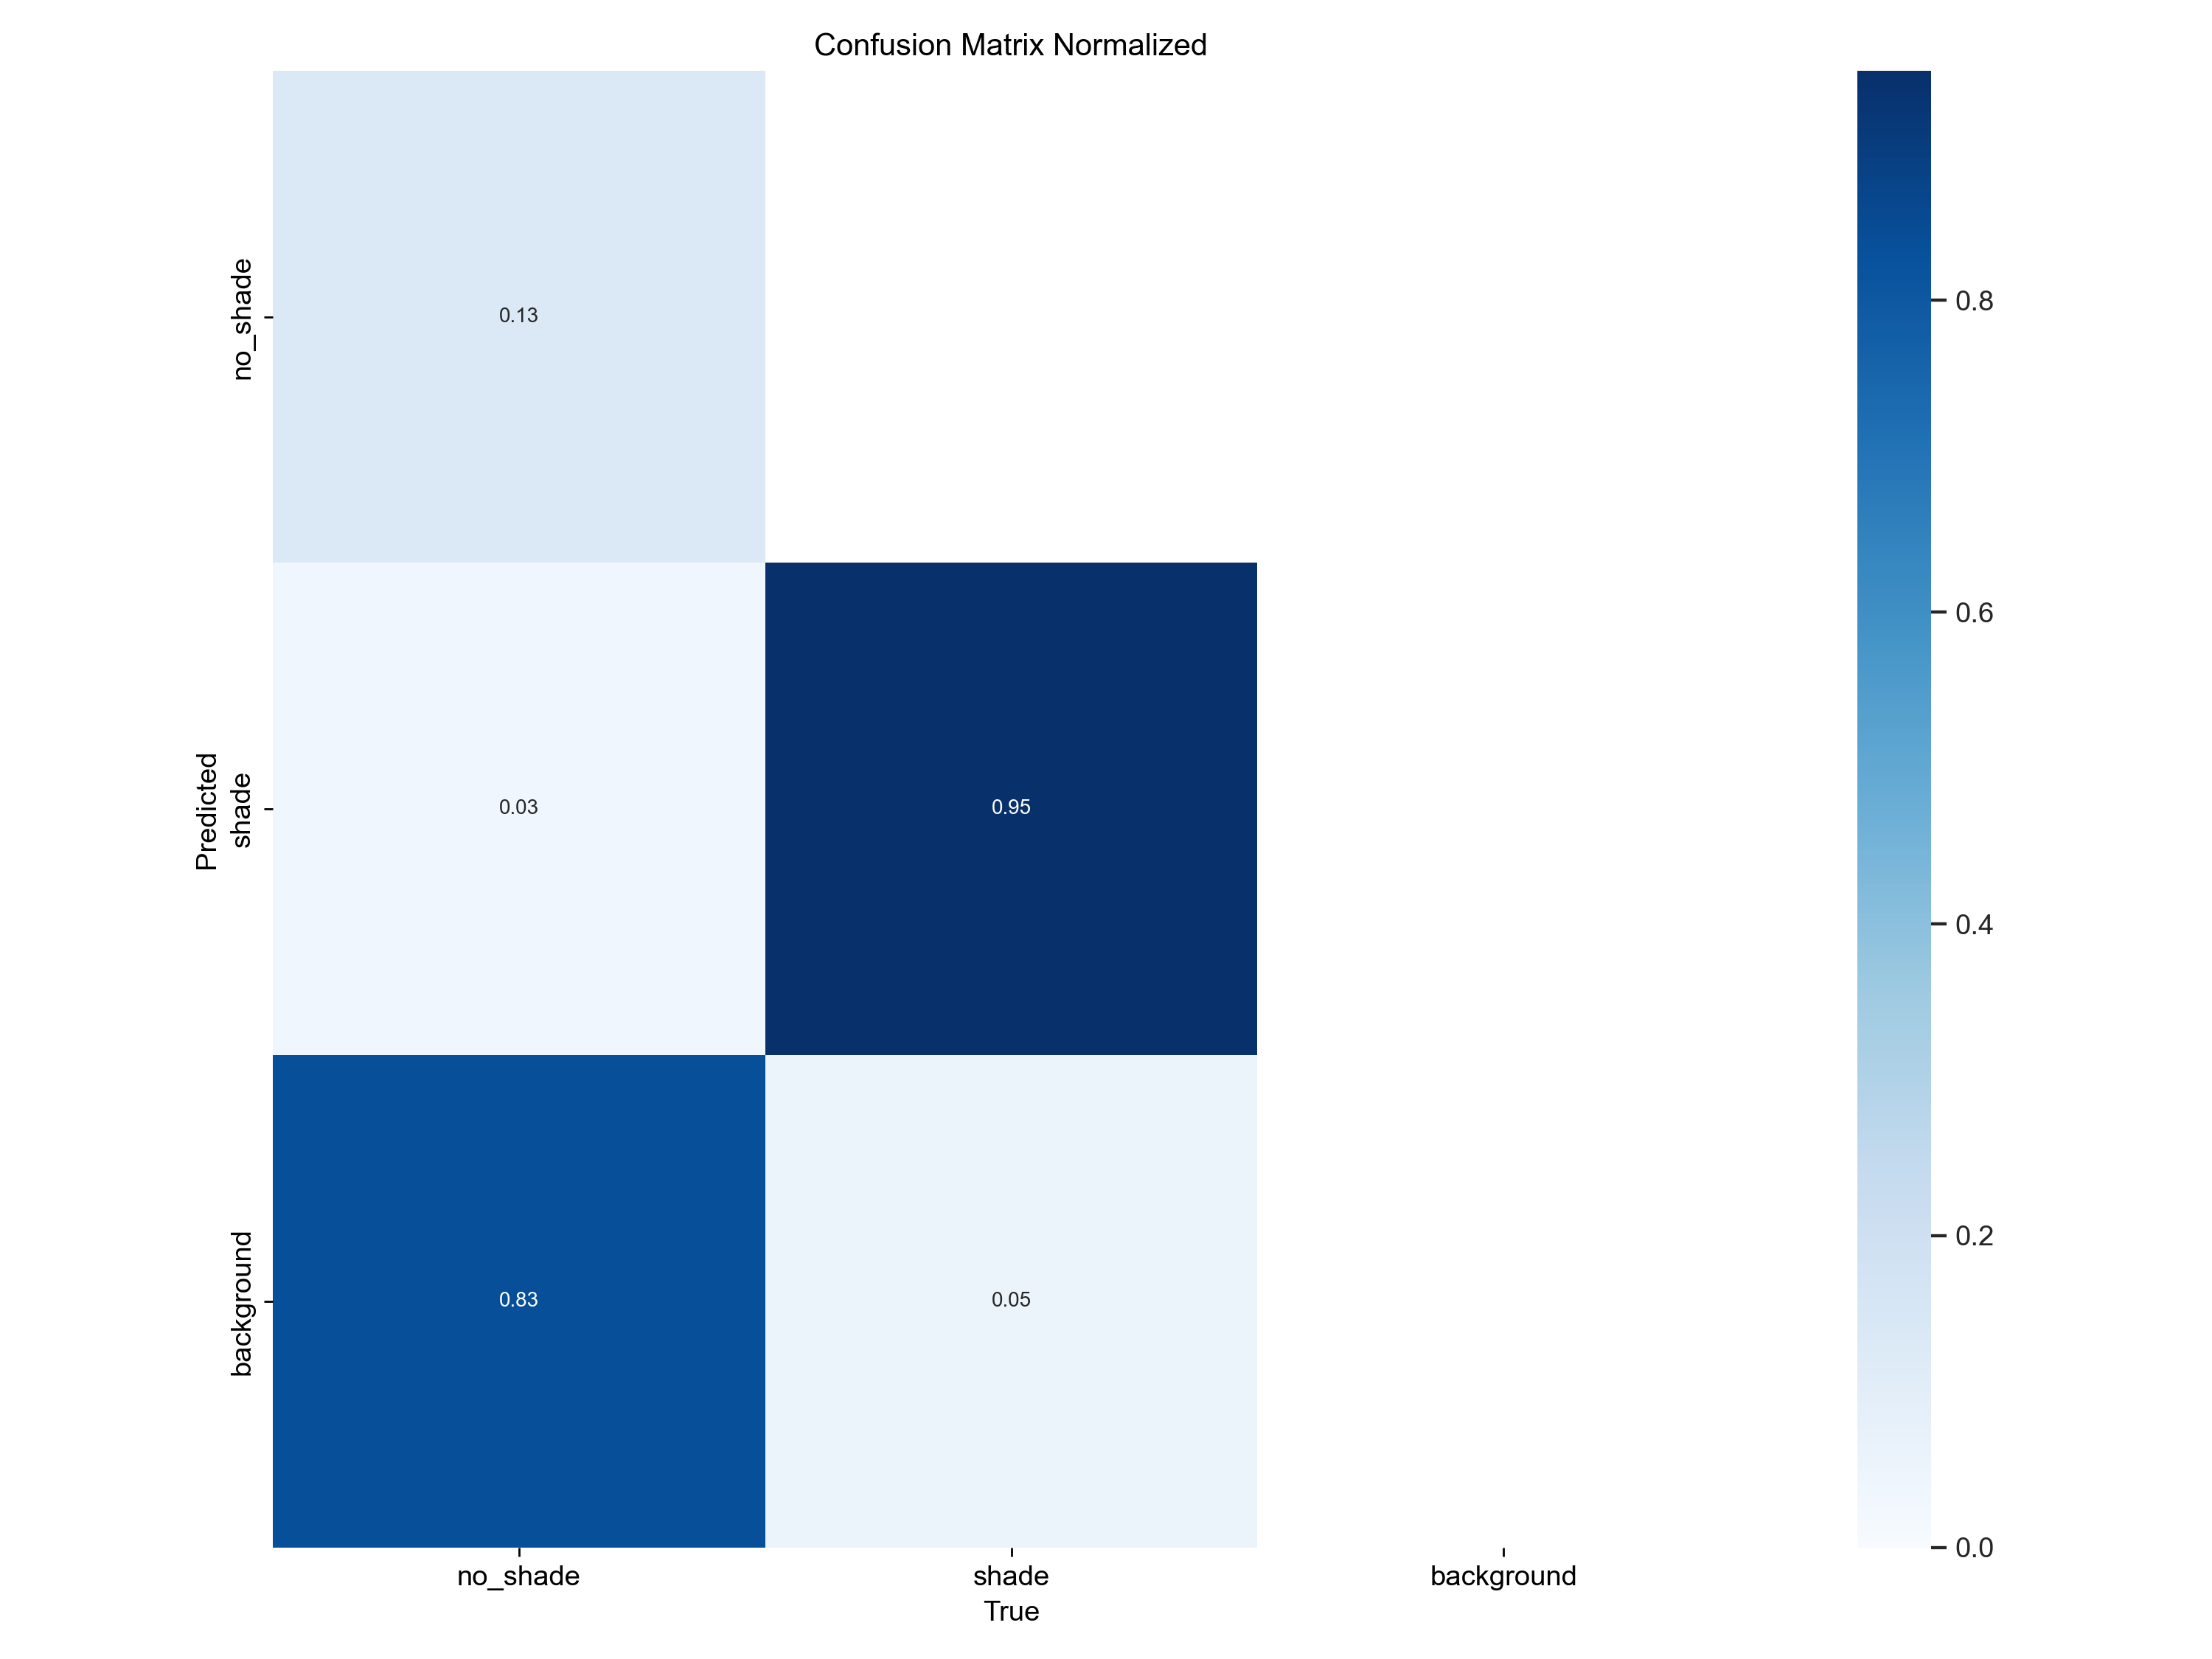 Confusion Matrix Normalized
no_shade
0.13
0.8
0.6
Predicted
shade
0.03
0.95
0.4
0.2
background
0.83
0.05
0.0
no_shade
shade
background
True